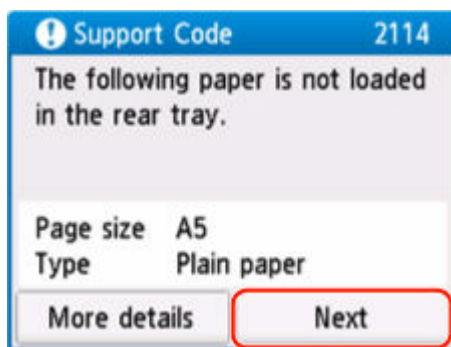 Support Code 2114
The following paper is not loaded
in the rear tray.
Page size A5
Type Plain paper
More details Next